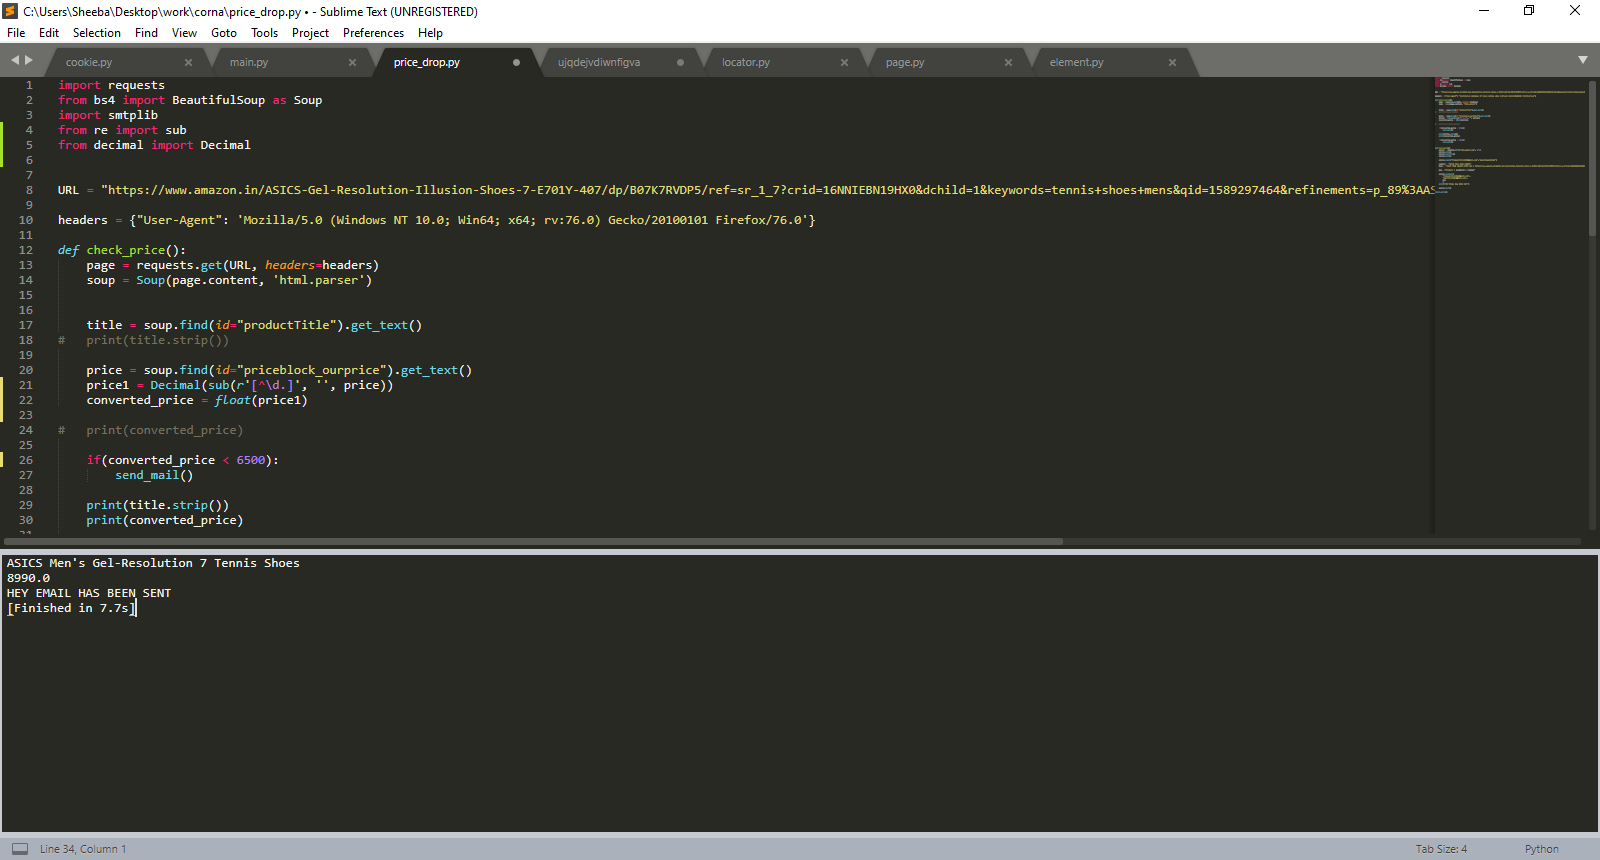 C:\Users\Sheeba\Desktop\work\corna\price_drop.py • - Sublime Text (UNREGISTERED)
File Edit Selection Find View Goto Tools Project Preferences Help
cookie.py main.py price_drop.py ujqdejvdiwnfigva locator.py page.py element.py
1 import requests
2 from bs4 import BeautifulSoup as Soup
3 import smtplib
4 from re import sub
5 from decimal import Decimal
6
7
8 URL = "https://www.amazon.in/ASICS-Gel-Resolution-Illusion-Shoes-7-E701Y-407/dp/B07K7RVDP5/ref=sr_1_7?crid=16NNIEBN19HX0&dchild=1&keywords=tennis+shoes+mens&qid=1589297464&refinements=p_89%3AAS
9
10 headers = {"User-Agent": 'Mozilla/5.0 (Windows NT 10.0; Win64; x64; rv:76.0) Gecko/20100101 Firefox/76.0'}
11
12 def check_price():
13 page = requests.get(URL, headers=headers)
14 soup = Soup(page.content, 'html.parser')
15
16
17 title = soup.find(id="productTitle").get_text()
18 # print(title.strip())
19
20 price = soup.find(id="priceblock_ourprice").get_text()
21 price1 = Decimal(sub(r'[^\d.]', '', price))
22 converted_price = float(price1)
23
24 # print(converted_price)
25
26 if(converted_price < 6500):
27 send_mail()
28
29 print(title.strip())
30 print(converted_price)
31
ASICS Men's Gel-Resolution 7 Tennis Shoes
8990.0
HEY EMAIL HAS BEEN SENT
[Finished in 7.7s]
Line 34, Column 1 Tab Size: 4 Python